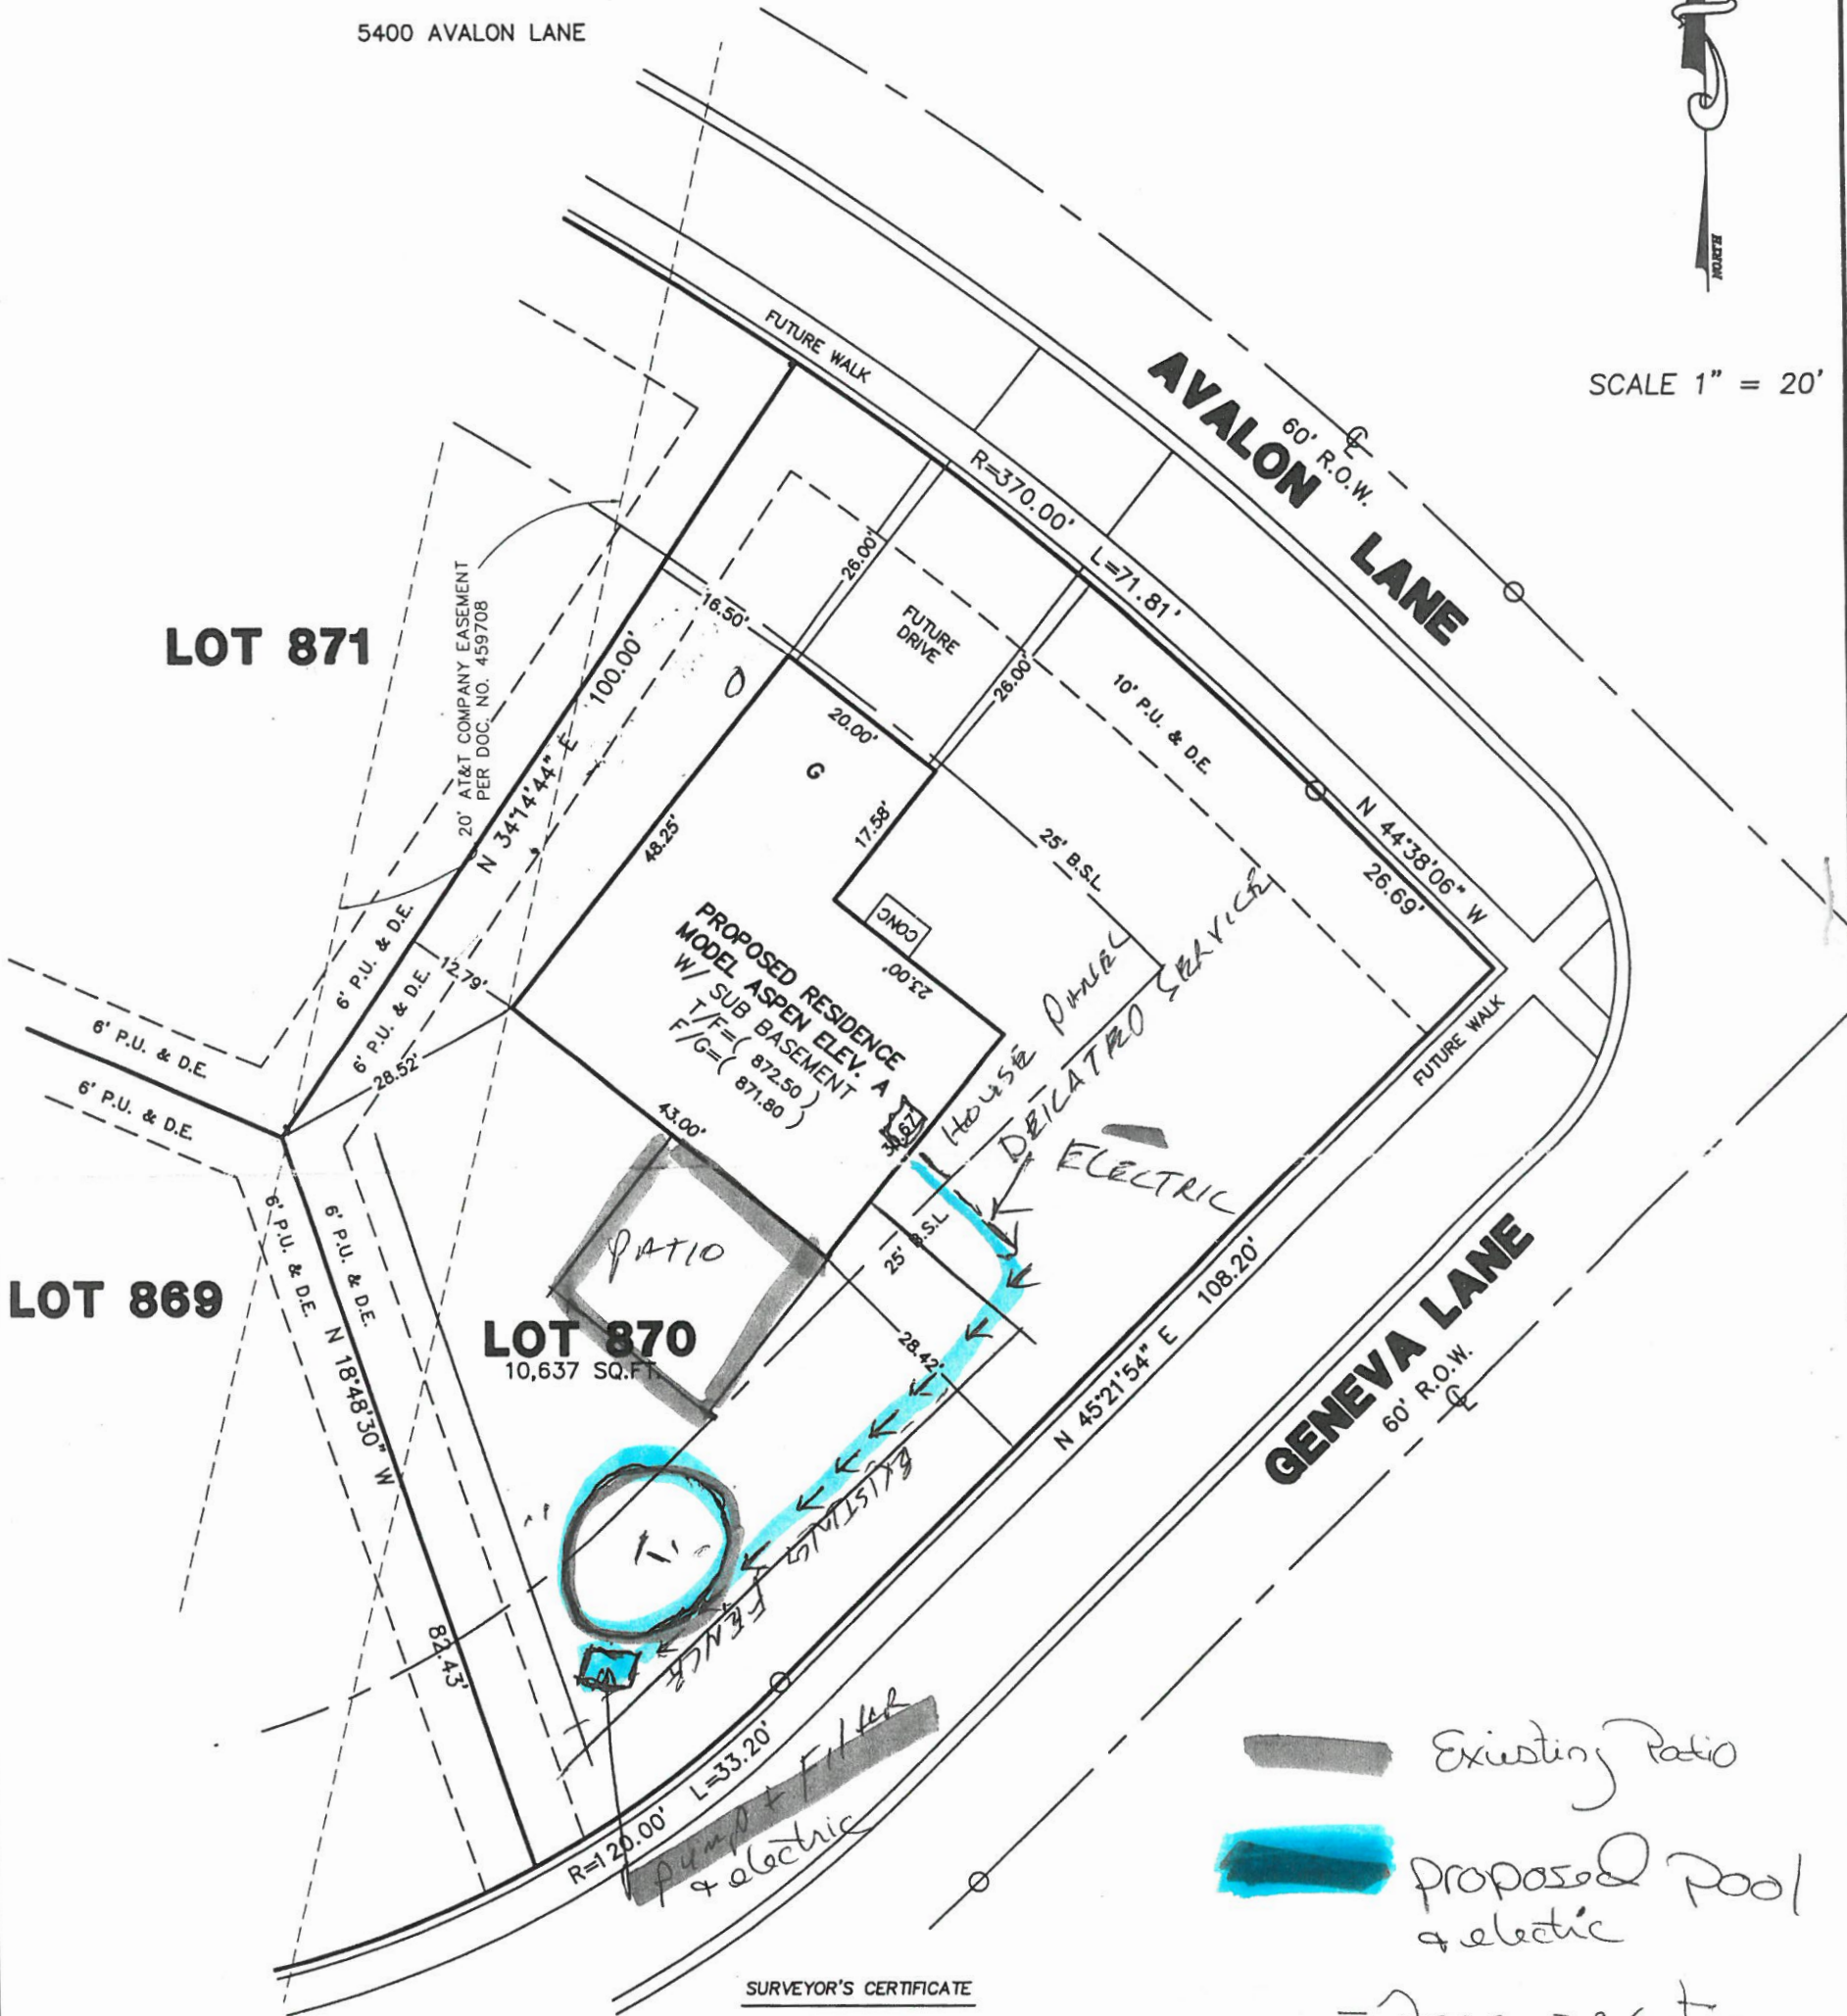 5400 AVALON LANE
NORTH
SCALE 1" = 20'
FUTURE WALK
AVALON LANE
60' R.O.W.
℄
R=370.00' L=71.81'
20' AT&T COMPANY EASEMENT
PER DOC. NO. 459708
LOT 871
N 34°14'44" E 100.00'
16.50'
26.00'
FUTURE
DRIVE
26.00'
10' P.U. & D.E.
20.00'
G
17.58'
48.25'
25' B.S.L
N 44°38'06" W
26.69'
CONC
23.00'
PROPOSED RESIDENCE
MODEL ASPEN ELEV. A
W/ SUB BASEMENT
T/F=( 872.50 )
F/G=( 871.80 )
HOUSE PANEL
DEICATRO SERVICE
ELECTRIC
FUTURE WALK
6' P.U. & D.E.
6' P.U. & D.E.
12.79'
28.52'
6' P.U. & D.E.
6' P.U. & D.E.
43.00'
30.67'
PATIO
25' B.S.L
28.42'
N 45°21'54" E 108.20'
GENEVA LANE
60' R.O.W.
℄
LOT 869
6' P.U. & D.E.
6' P.U. & D.E.
N 18°48'30" W
82.43'
LOT 870
10,637 SQ.FT.
EXISTING FENCE
R=120.00' L=33.20'
pump + Filter
& electric
Exiesting Patio
proposed Pool
& electic
SURVEYOR'S CERTIFICATE